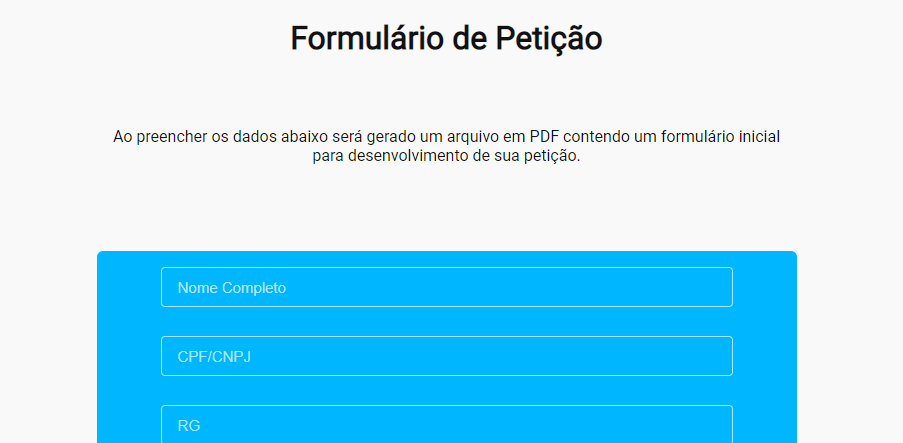 Formulário de Petição
Ao preencher os dados abaixo será gerado um arquivo em PDF contendo um formulário inicial
para desenvolvimento de sua petição.
Nome Completo
CPF/CNPJ
RG